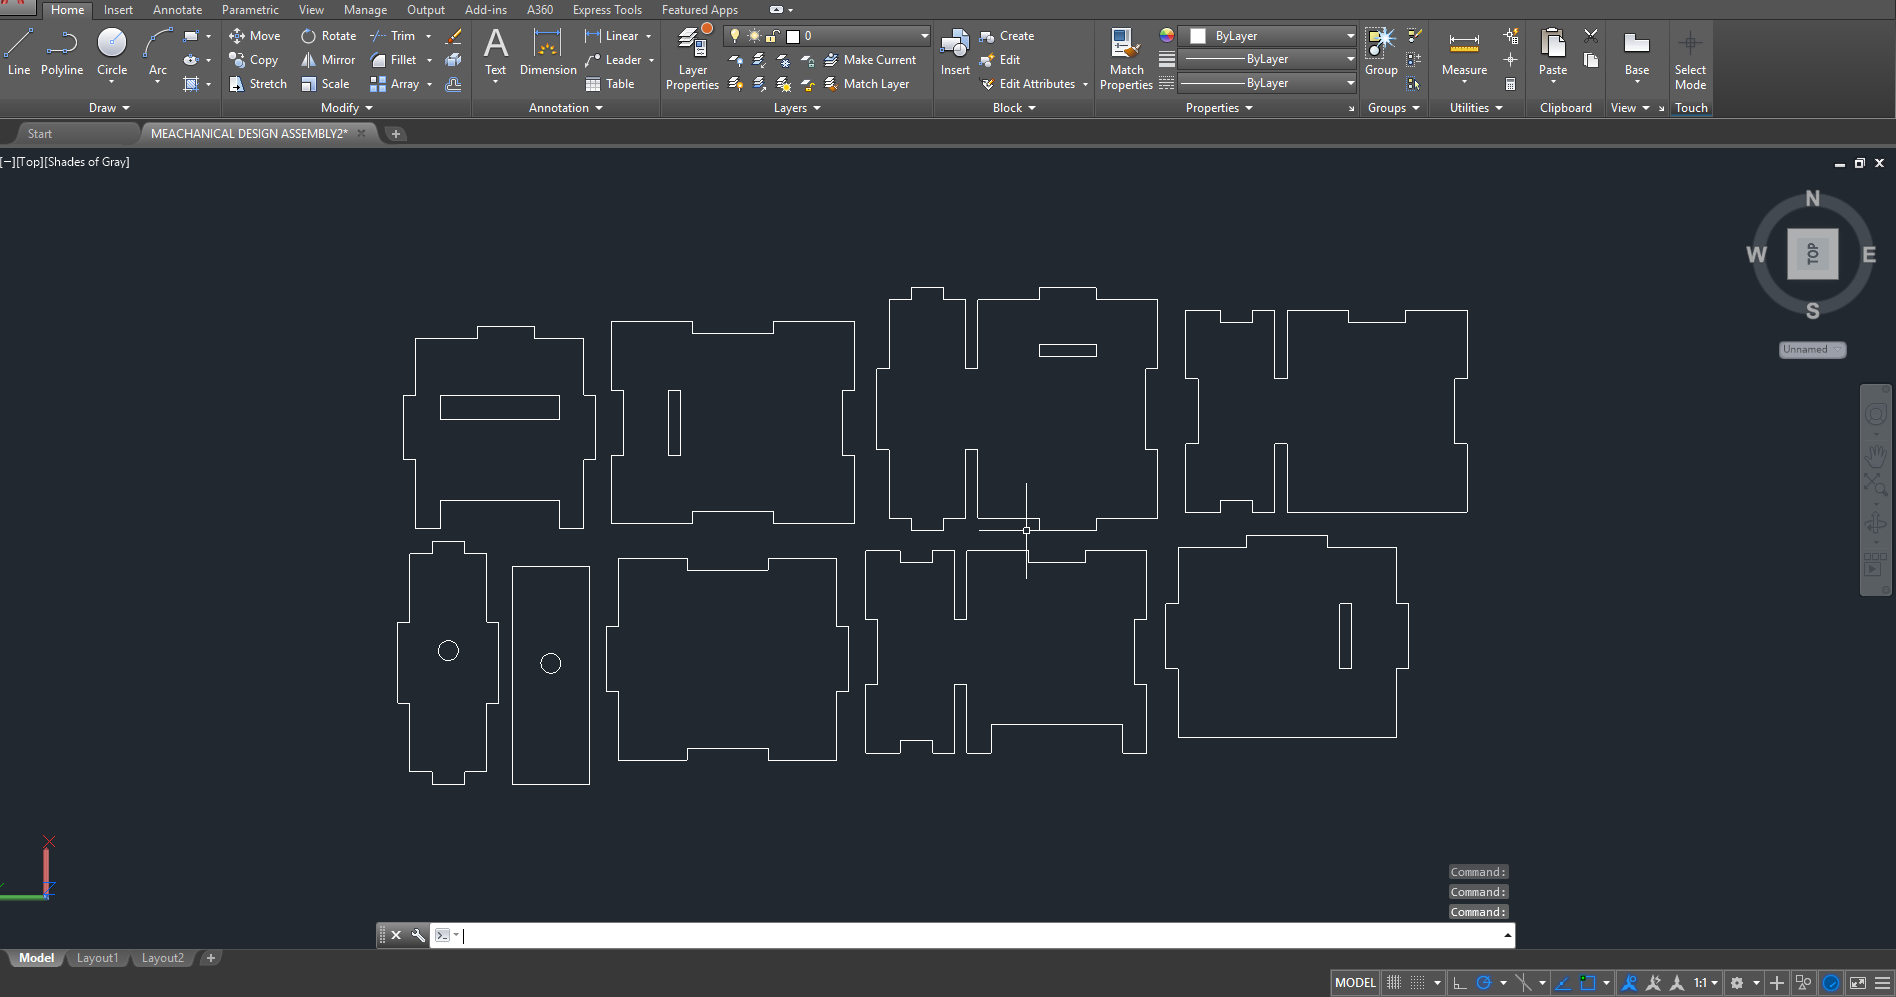 Home Insert Annotate Parametric View Manage Output Add-ins A360 Express Tools Featured Apps
Line Polyline Circle Arc
Move Rotate Trim
Copy Mirror Fillet
Stretch Scale Array
Text Dimension
Linear
Leader
Table
Layer Properties
0
Make Current
Match Layer
Insert
Create
Edit
Edit Attributes
Match Properties
ByLayer
ByLayer
ByLayer
Group
Measure
Paste
Base
Select Mode
Draw Modify Annotation Layers Block Properties Groups Utilities Clipboard View Touch
Start MEACHANICAL DESIGN ASSEMBLY2*
[−][Top][Shades of Gray]
N
W TOP E
S
Unnamed
Command:
Command:
Command:
Model Layout1 Layout2
MODEL 1:1